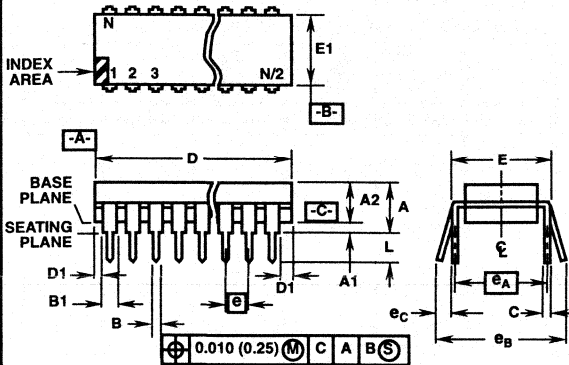 N
E1
INDEX
AREA
1 2 3 N/2
-B-
-A-
D
E
BASE
PLANE
-C-
A2
A
SEATING
PLANE
L
℄
D1
D1
A1
eA
B1
e
eC
C
B
eB
⌖ 0.010 (0.25) Ⓜ C A B Ⓢ